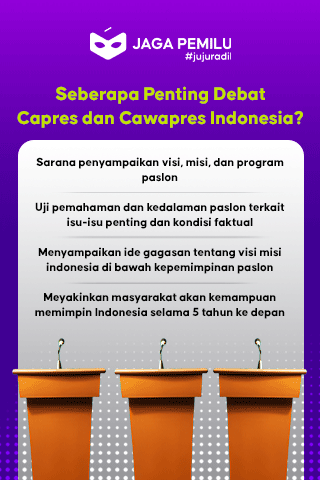 JAGA PEMILU
#jujuradil
Seberapa Penting Debat
Capres dan Cawapres Indonesia?
Sarana penyampaikan visi, misi, dan program
paslon
Uji pemahaman dan kedalaman paslon terkait
isu-isu penting dan kondisi faktual
Menyampaikan ide gagasan tentang visi misi
indonesia di bawah kepemimpinan paslon
Meyakinkan masyarakat akan kemampuan
memimpin Indonesia selama 5 tahun ke depan